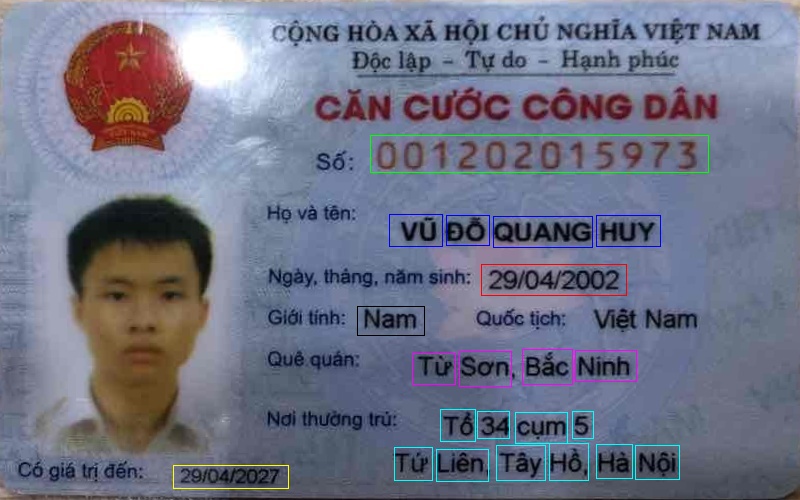 CỘNG HÒA XÃ HỘI CHỦ NGHĨA VIỆT NAM
Độc lập - Tự do - Hạnh phúc
CĂN CƯỚC CÔNG DÂN
Số: 001202015973
Họ và tên: VŨ ĐỖ QUANG HUY
Ngày, tháng, năm sinh: 29/04/2002
Giới tính: Nam Quốc tịch: Việt Nam
Quê quán: Từ Sơn, Bắc Ninh
Nơi thường trú: Tổ 34 cụm 5
Tứ Liên, Tây Hồ, Hà Nội
Có giá trị đến: 29/04/2027